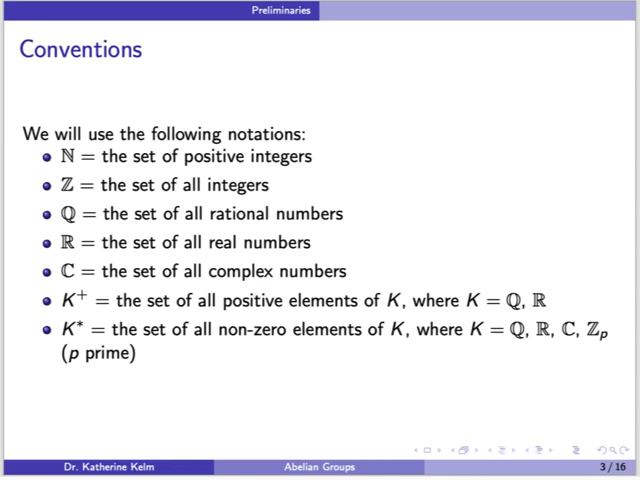 Preliminaries
Conventions
We will use the following notations:
ℕ = the set of positive integers
ℤ = the set of all integers
ℚ = the set of all rational numbers
ℝ = the set of all real numbers
ℂ = the set of all complex numbers
K⁺ = the set of all positive elements of K, where K = ℚ, ℝ
K* = the set of all non-zero elements of K, where K = ℚ, ℝ, ℂ, ℤₚ
(p prime)
Dr. Katherine Kelm Abelian Groups 3 / 16